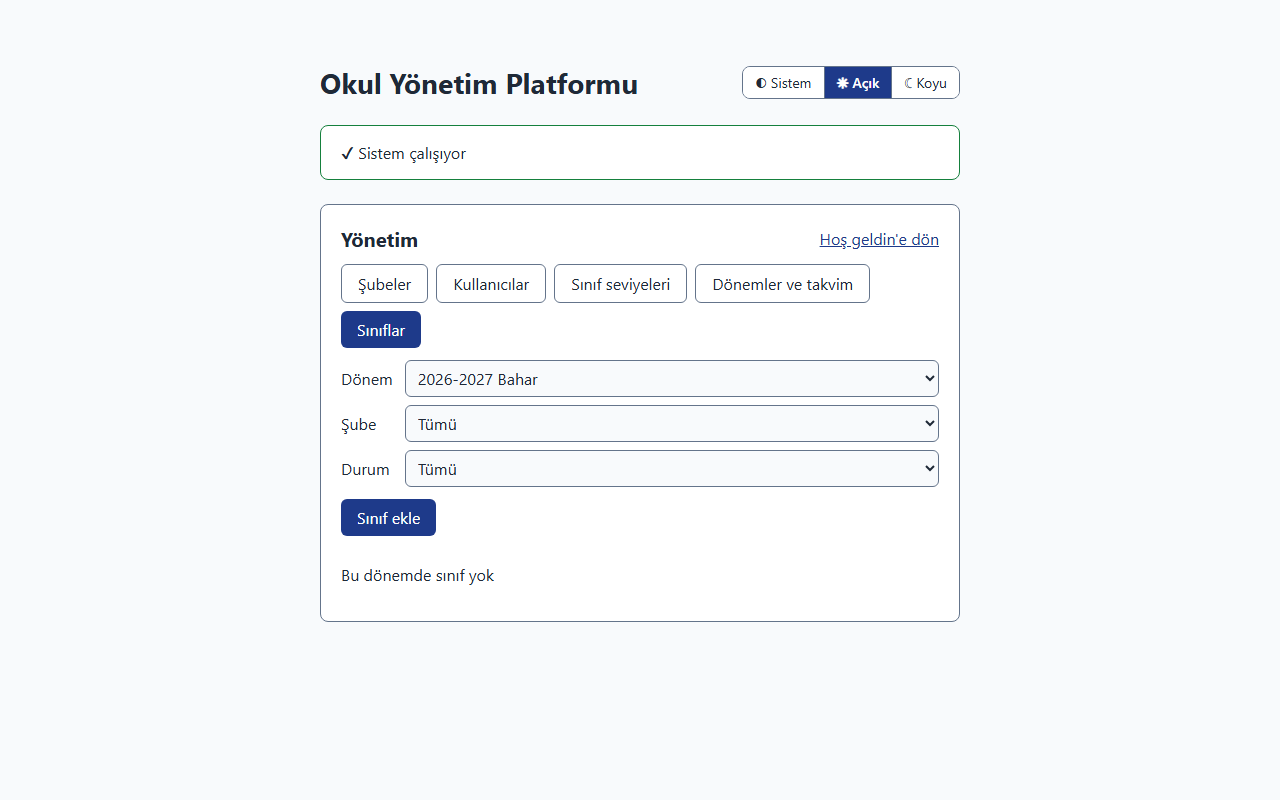 Okul Yönetim Platformu
◐ Sistem
❋ Açık
☾ Koyu
✓ Sistem çalışıyor
Yönetim
Hoş geldin'e dön
Şubeler
Kullanıcılar
Sınıf seviyeleri
Dönemler ve takvim
Sınıflar
Dönem
2026-2027 Bahar
Şube
Tümü
Durum
Tümü
Sınıf ekle
Bu dönemde sınıf yok